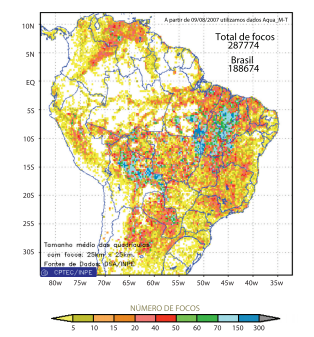 A partir de 09/08/2007 utilizamos dados Aqua_M-T
Total de focos
287774
Brasil
188674
10N
5N
EQ
5S
10S
15S
20S
25S
30S
Tamanho médio das quadrículas
com focos: 25km x 25km.
Fontes de Dados: DSA/INPE
©PTEC/INPE
80w 75w 70w 65w 60w 55w 50w 45w 40w 35w
NÚMERO DE FOCOS
5 10 15 20 40 50 60 70 150 300